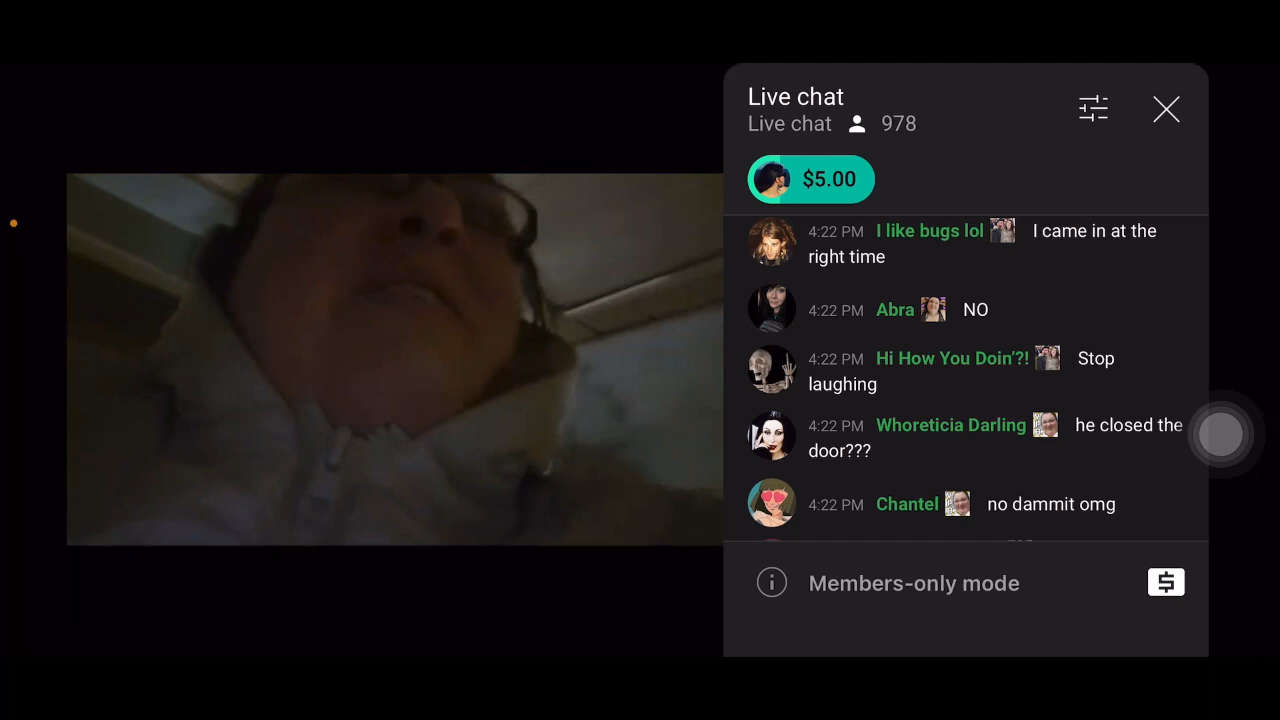 Live chat
Live chat 978
$5.00
4:22 PM I like bugs lol I came in at the
right time
4:22 PM Abra NO
4:22 PM Hi How You Doin’?! Stop
laughing
4:22 PM Whoreticia Darling he closed the
door???
4:22 PM Chantel no dammit omg
Members-only mode